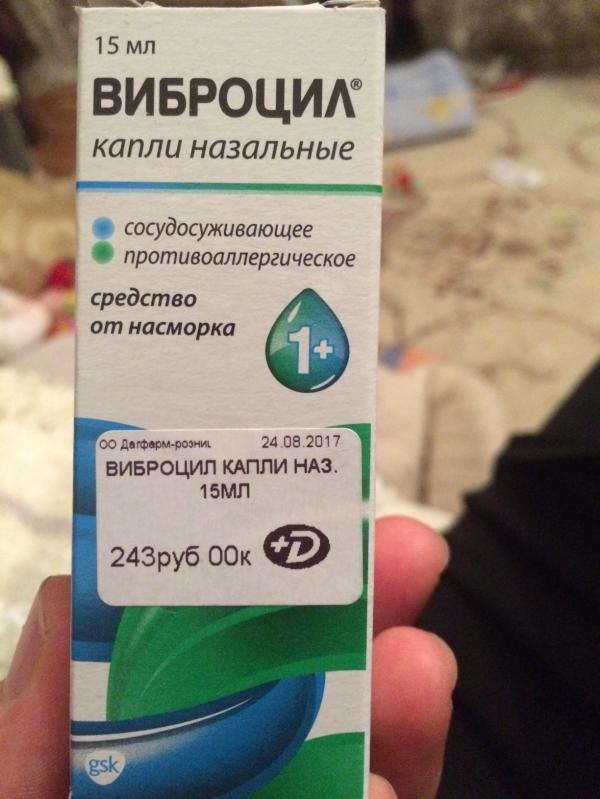 15 мл
ВИБРОЦИЛ®
капли назальные
сосудосуживающее
противоаллергическое
средство
от насморка
1+
ОО Дагфарм-розниц 24.08.2017
ВИБРОЦИЛ КАПЛИ НАЗ.
15МЛ
243руб 00к +D
gsk